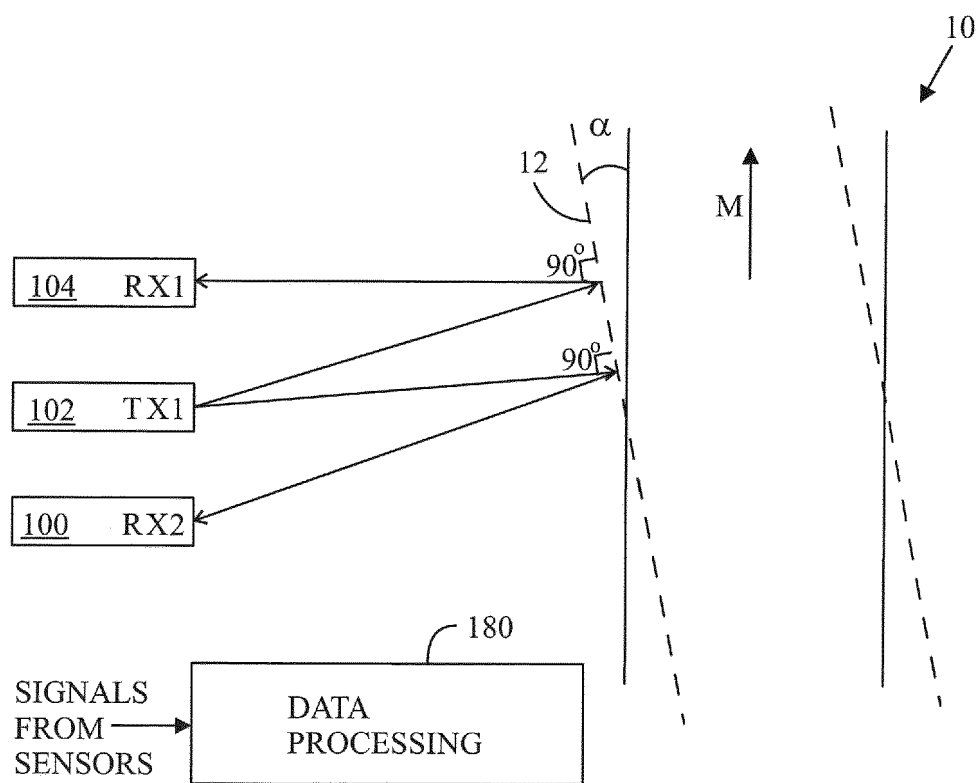 10
α
12
M
90°
104 RX1
90°
102 TX1
100 RX2
180
SIGNALS
FROM
SENSORS
DATA
PROCESSING